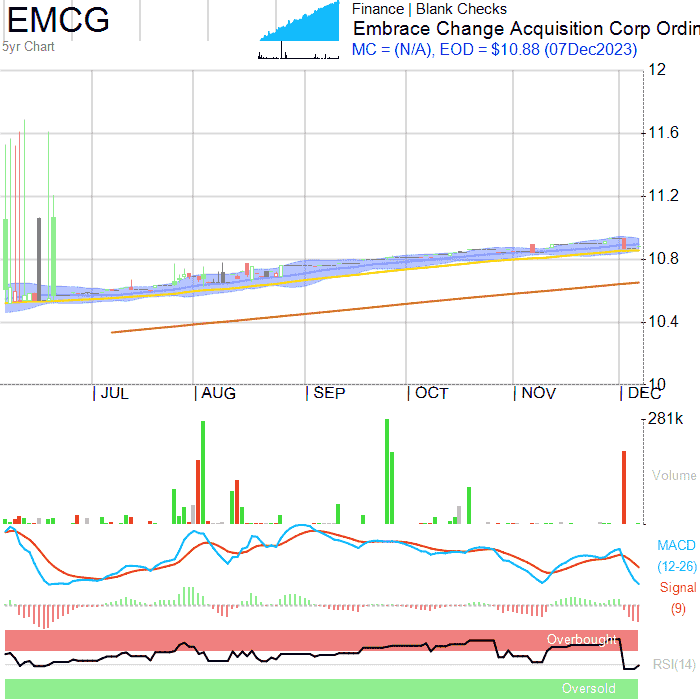 EMCG
5yr Chart
Finance | Blank Checks
Embrace Change Acquisition Corp Ordin
MC = (N/A), EOD = $10.88 (07Dec2023)
12
11.6
11.2
10.8
10.4
10
JUL AUG SEP OCT NOV DEC
281k
Volume
MACD
(12-26)
Signal
(9)
Overbought
RSI(14)
Oversold